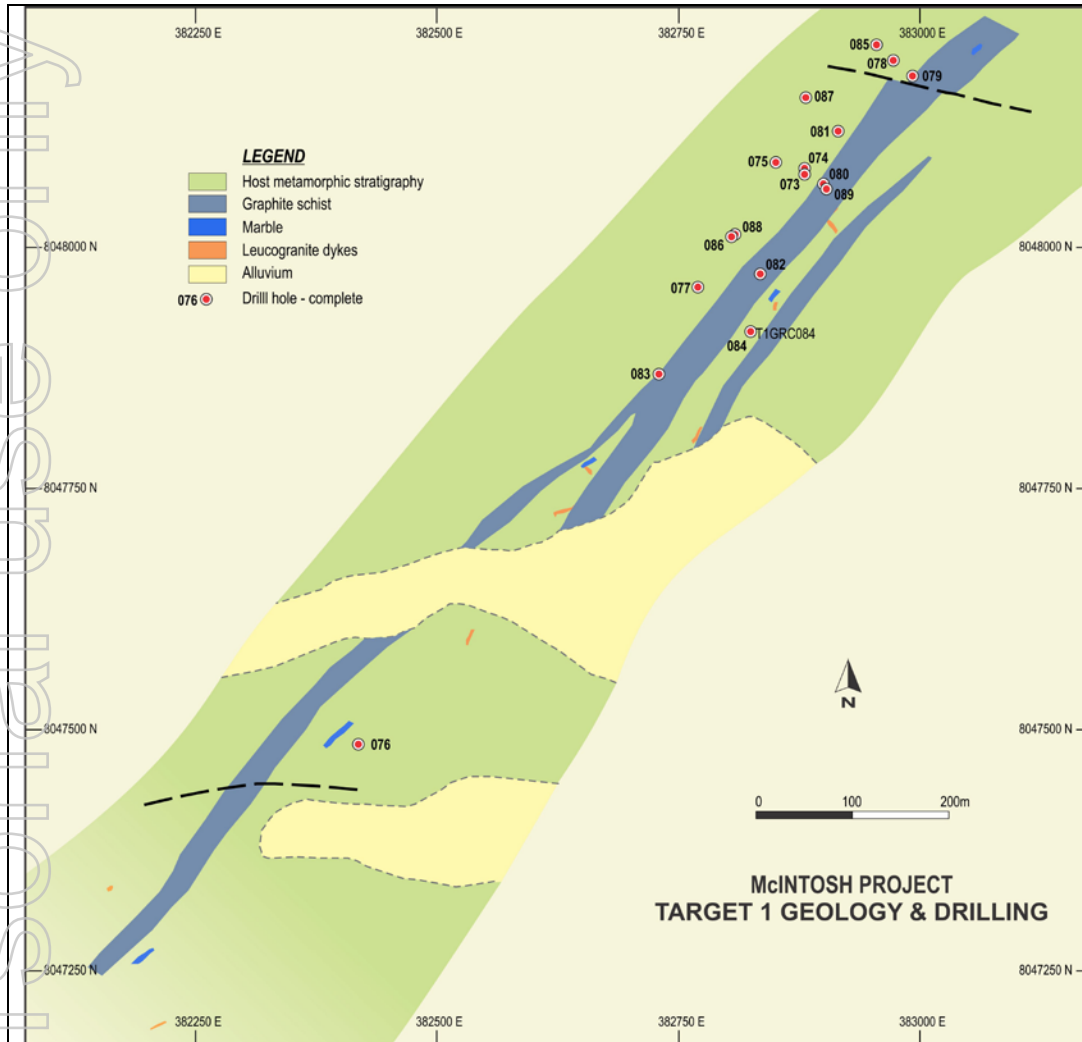 382250 E
382500 E
382750 E
383000 E
085
078
079
087
081
LEGEND
Host metamorphic stratigraphy
Graphite schist
Marble
Leucogranite dykes
Alluvium
076 Drilll hole - complete
075
074
073
080
089
088
086
8048000 N
8048000 N
082
077
T1GRC084
084
083
8047750 N
8047750 N
N
8047500 N
8047500 N
076
0 100 200m
McINTOSH PROJECT
TARGET 1 GEOLOGY & DRILLING
8047250 N
8047250 N
382250 E
382500 E
382750 E
383000 E